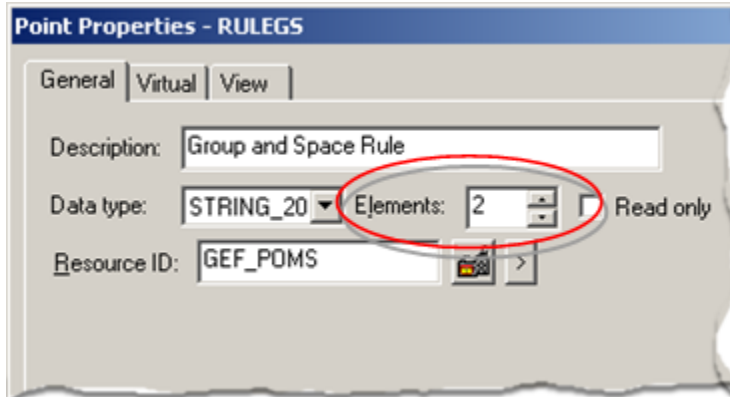 Point Properties - RULEGS
General Virtual View
Description: Group and Space Rule
Data type: STRING_20 Elements: 2 Read only
Resource ID: GEF_POMS >